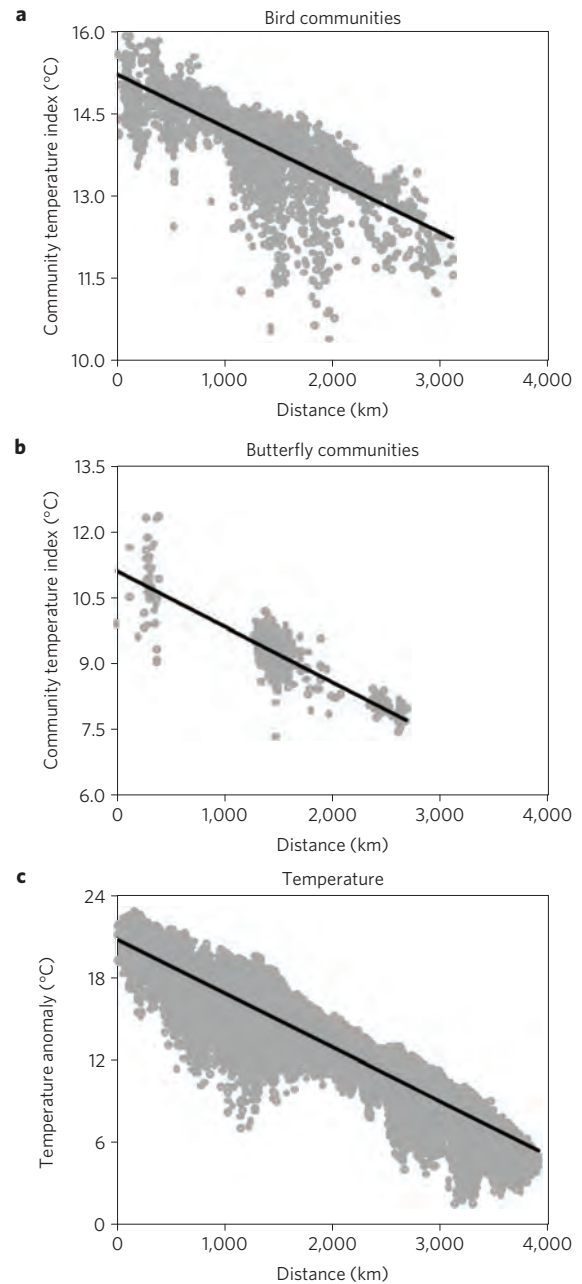 a
Bird communities
16.0
14.5
13.0
11.5
10.0
Community temperature index (°C)
0 1,000 2,000 3,000 4,000
Distance (km)
b
Butterfly communities
13.5
12.0
10.5
9.0
7.5
6.0
Community temperature index (°C)
0 1,000 2,000 3,000 4,000
Distance (km)
c
Temperature
24
18
12
6
0
Temperature anomaly (°C)
0 1,000 2,000 3,000 4,000
Distance (km)